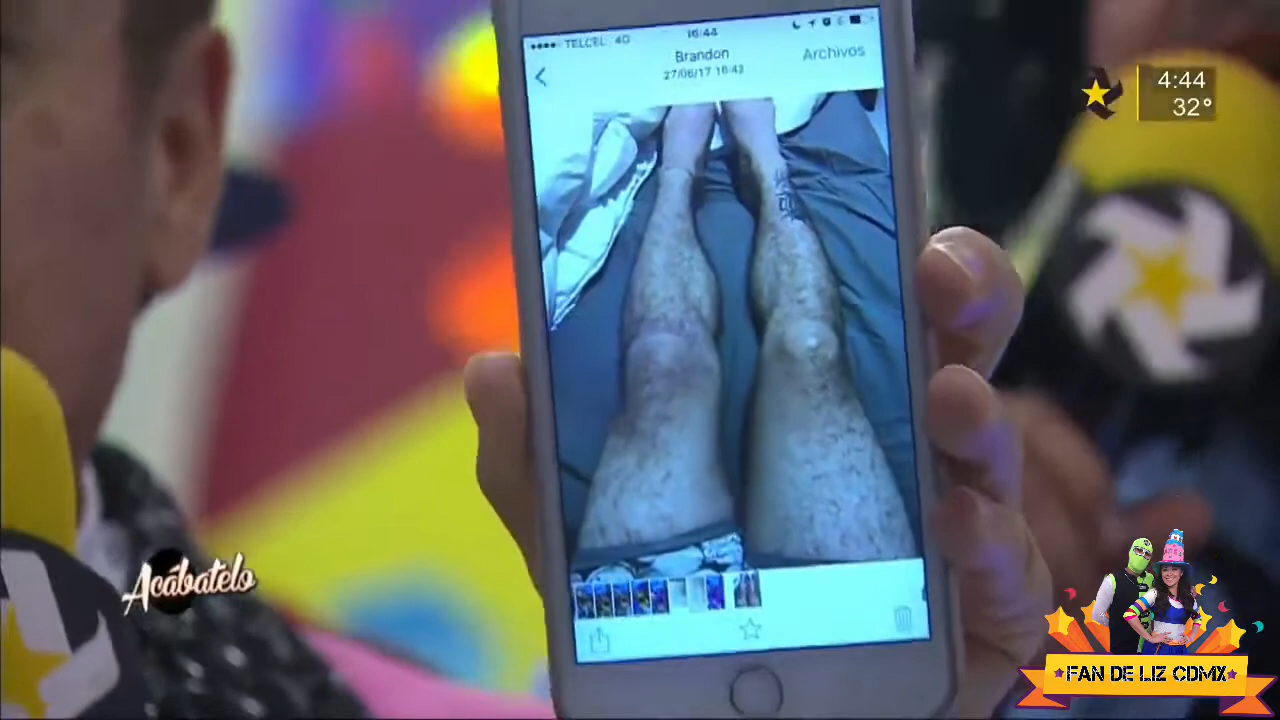 TELCEL 4G
16:44
Brandon
27/06/17 16:43
Archivos
4:44
32°
Acábatelo
FAN DE LIZ CDMX